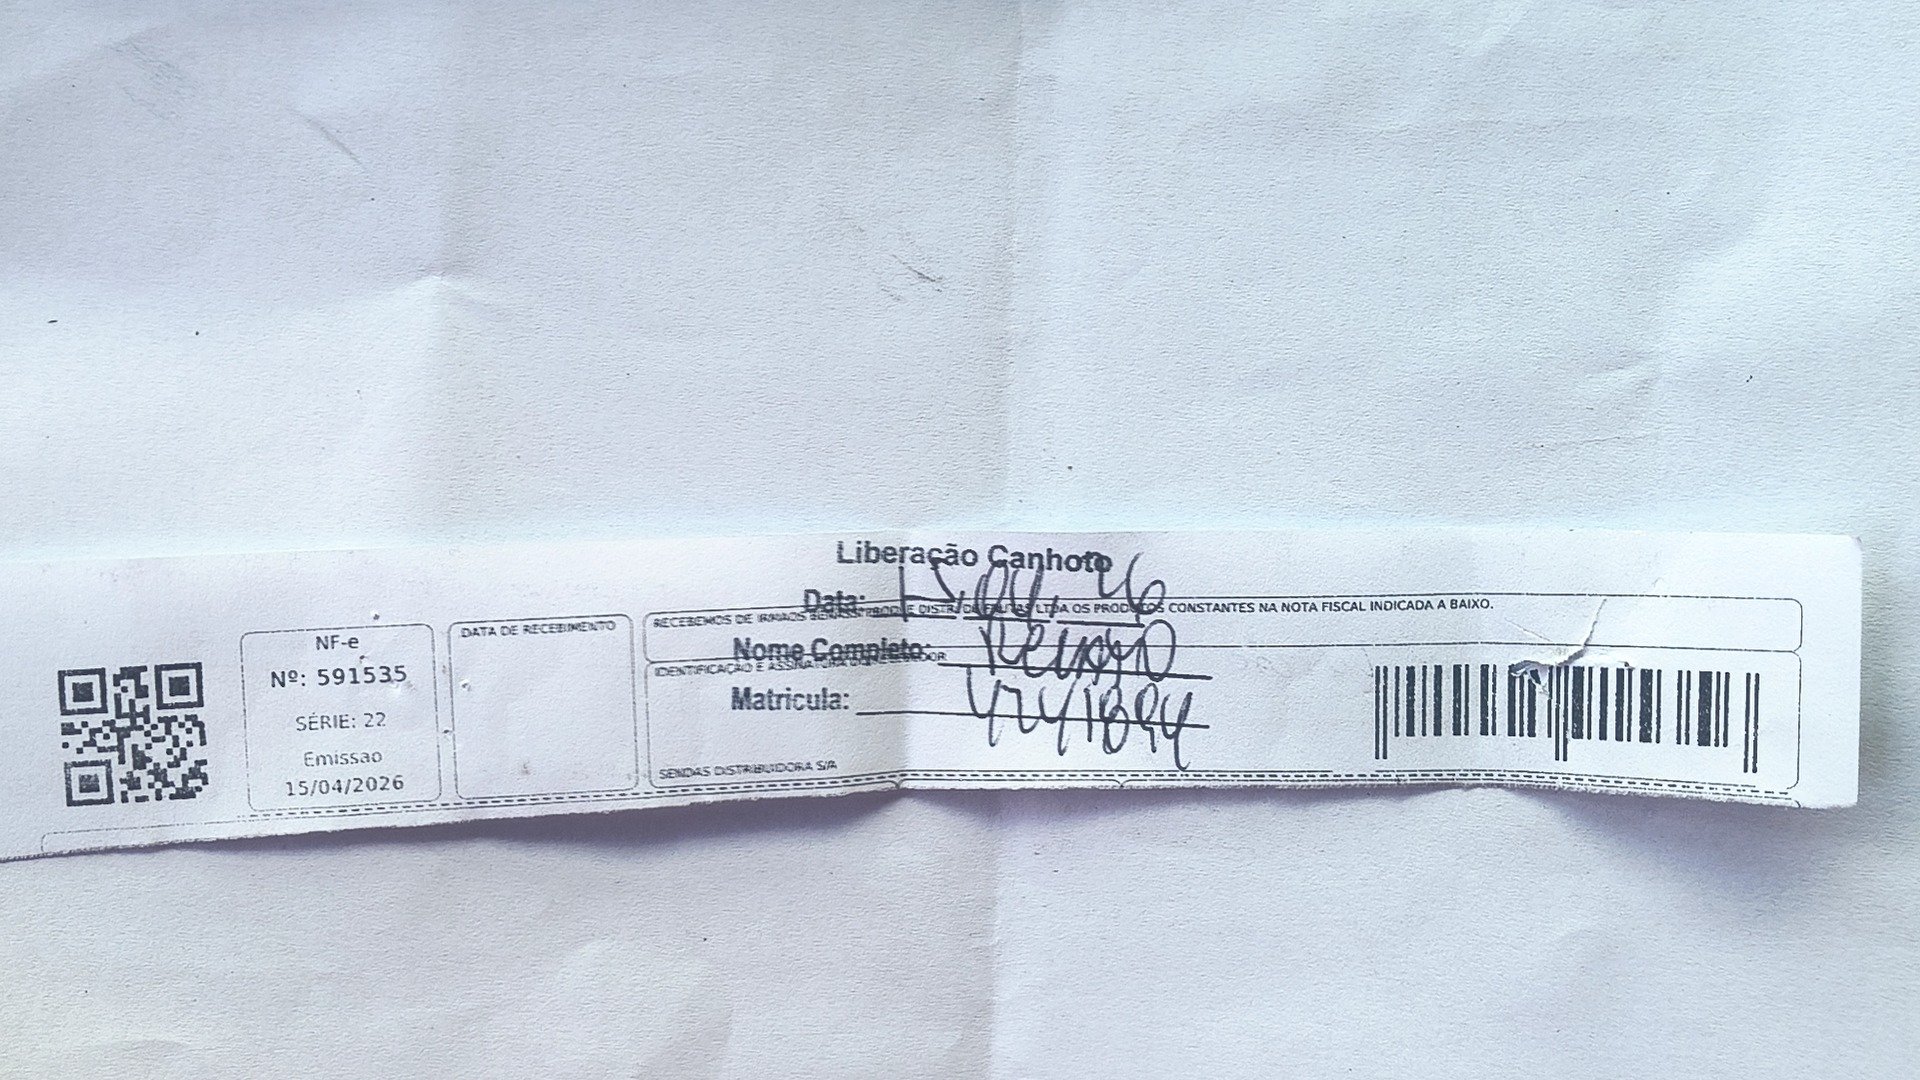 Liberação Canhoto
Data: 15.04.26
RECEBEMOS DE IRMAOS PROD E DISTR. DE FRUTAS LTDA OS PRODUTOS CONSTANTES NA NOTA FISCAL INDICADA A BAIXO.
Nome Completo:
IDENTIFICAÇÃO E ASSINATURA DO RECEBEDOR
Matricula:
SENDAS DISTRIBUIDORA S/A
DATA DE RECEBIMENTO
NF-e
Nº: 591535
SÉRIE: 22
Emissao
15/04/2026